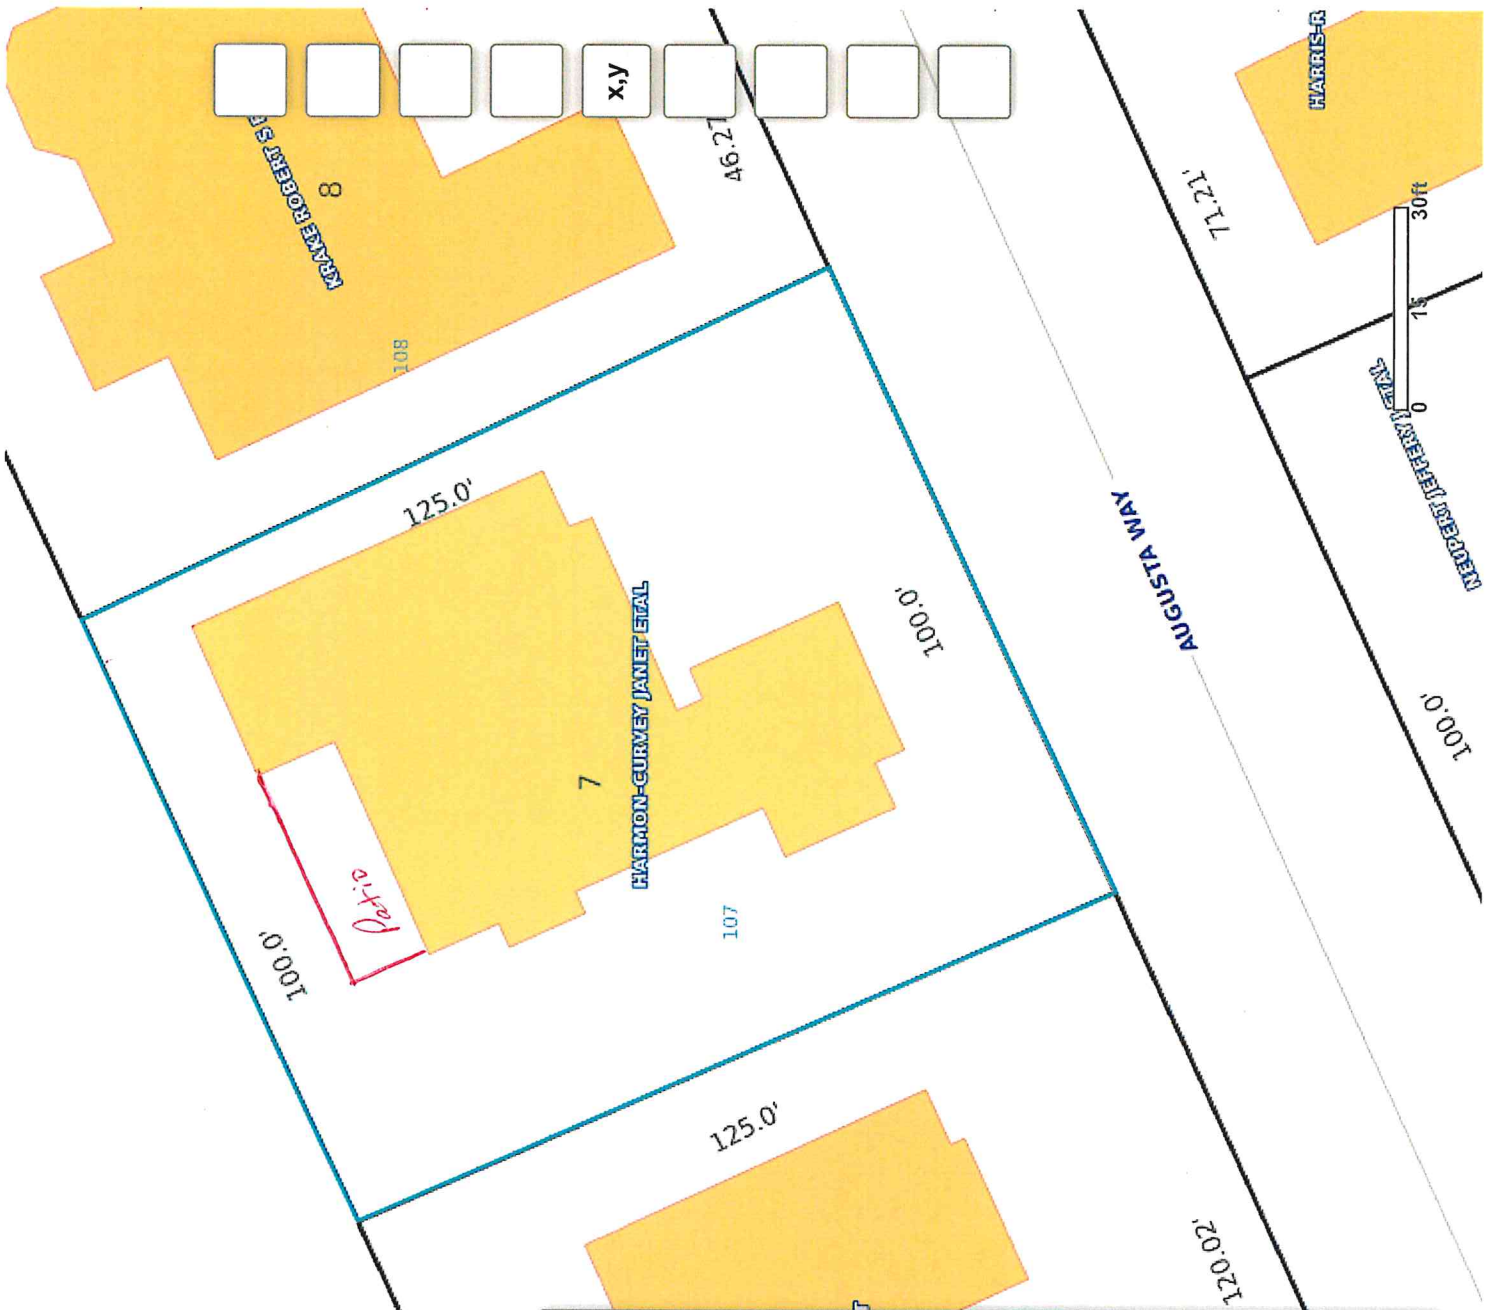 x,y
46.27
KRAKE ROBERT S E
8
108
HARRIS-R
71.21'
0 15 30ft
125.0'
NEUPERT JEFFERY J ETAL
AUGUSTA WAY
100.0'
HARMON-CURVEY JANET ETAL
7
Patio
100.0'
107
100.0'
125.0'
120.02'